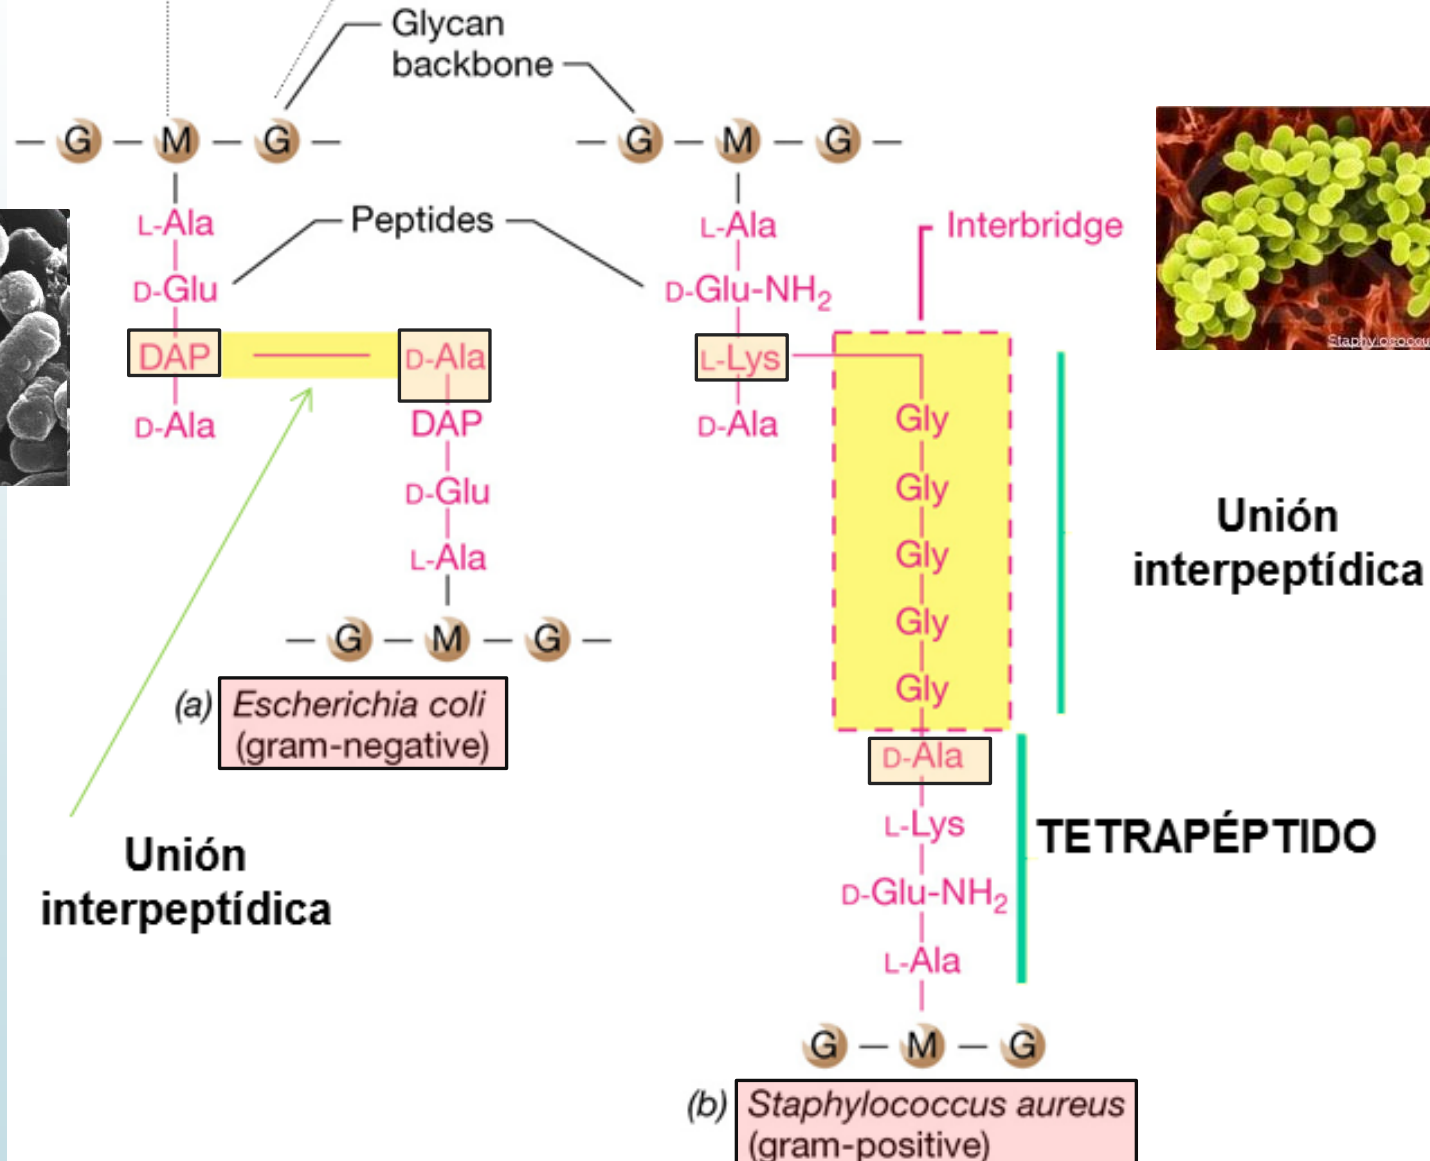 Glycan
backbone
G M G
G M G
L-Ala
Peptides
L-Ala
Interbridge
D-Glu
D-Glu-NH2
DAP
D-Ala
L-Lys
D-Ala
DAP
D-Ala
Gly
D-Glu
Gly
L-Ala
Gly
G M G
Gly
(a) Escherichia coli
(gram-negative)
Gly
Unión
interpeptídica
Unión
interpeptídica
D-Ala
L-Lys
TETRAPÉPTIDO
D-Glu-NH2
L-Ala
G M G
(b) Staphylococcus aureus
(gram-positive)